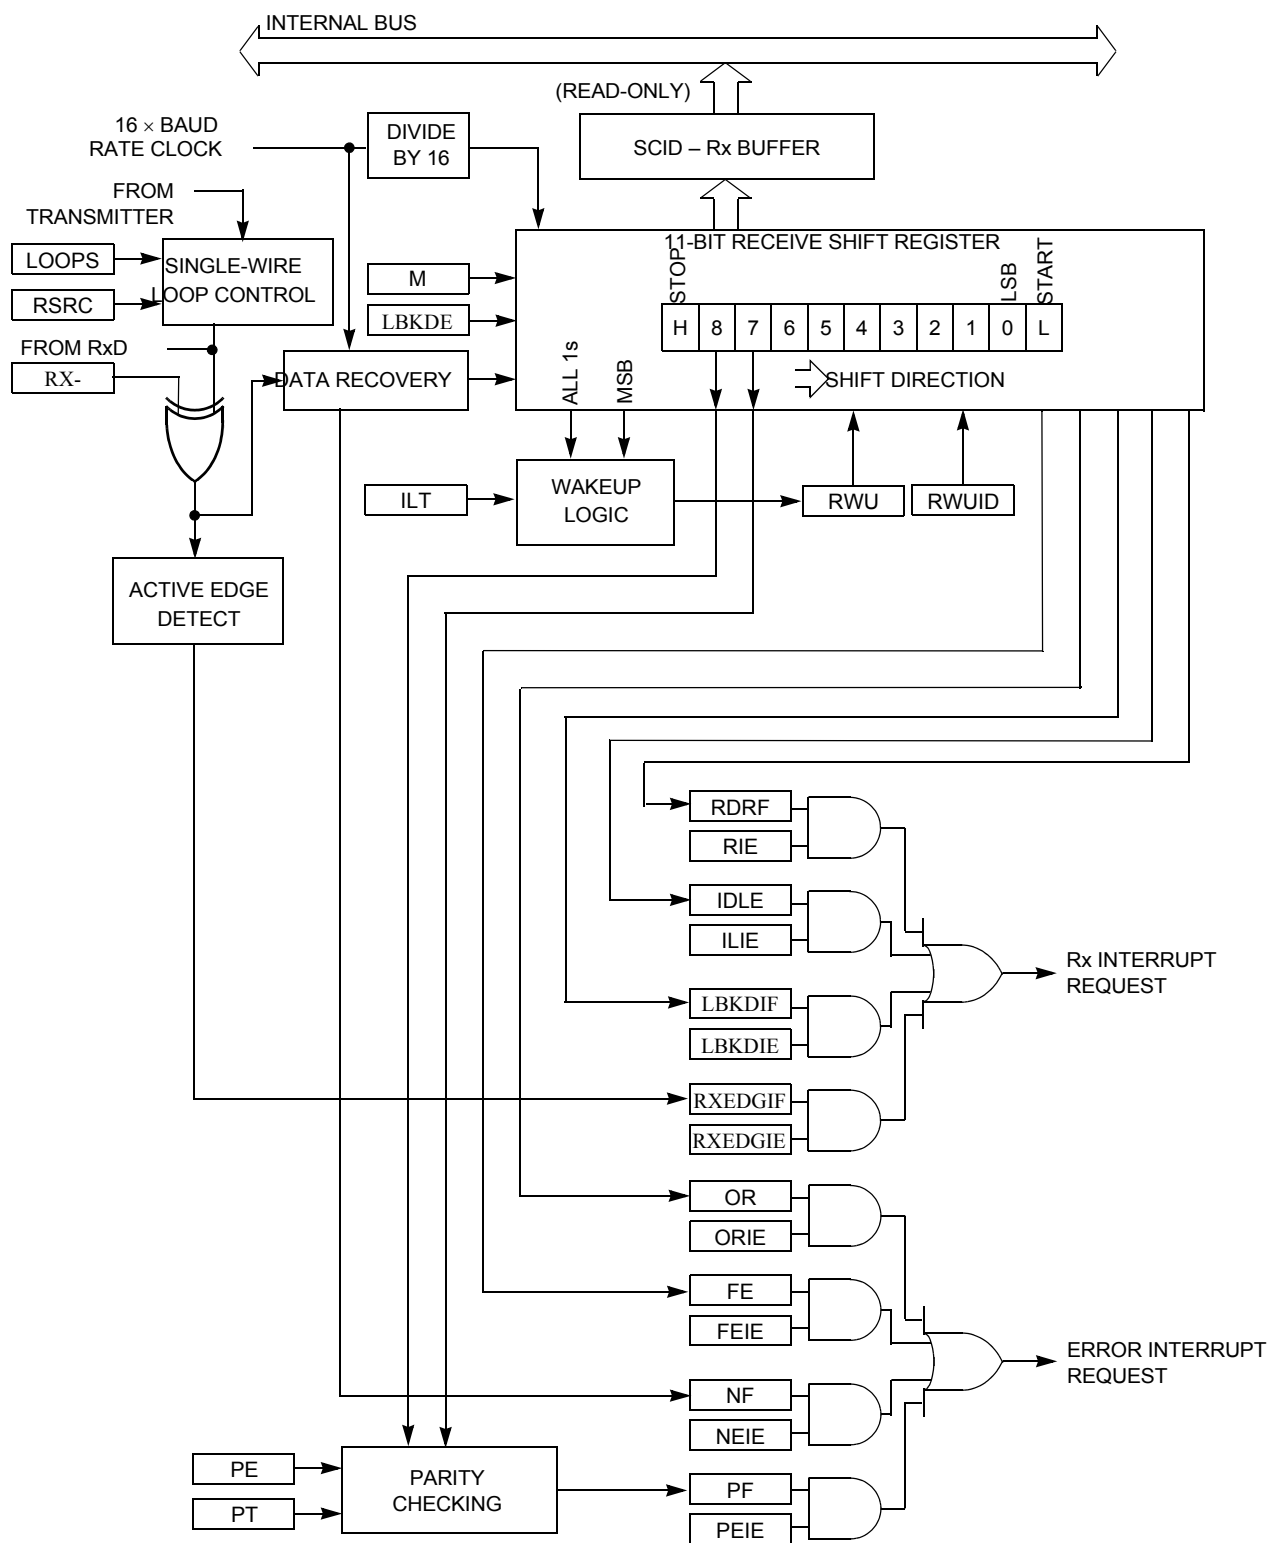 INTERNAL BUS
(READ-ONLY)
16 × BAUD
RATE CLOCK
DIVIDE
BY 16
SCID – Rx BUFFER
FROM
TRANSMITTER
11-BIT RECEIVE SHIFT REGISTER
LOOPS
RSRC
SINGLE-WIRE
LOOP CONTROL
M
LBKDE
STOP
LSB
START
H 8 7 6 5 4 3 2 1 0 L
FROM RxD
RX-
DATA RECOVERY
ALL 1s
MSB
SHIFT DIRECTION
ILT
WAKEUP
LOGIC
RWU
RWUID
ACTIVE EDGE
DETECT
RDRF
RIE
IDLE
ILIE
Rx INTERRUPT
REQUEST
LBKDIF
LBKDIE
RXEDGIF
RXEDGIE
OR
ORIE
FE
FEIE
ERROR INTERRUPT
REQUEST
NF
NEIE
PE
PT
PARITY
CHECKING
PF
PEIE